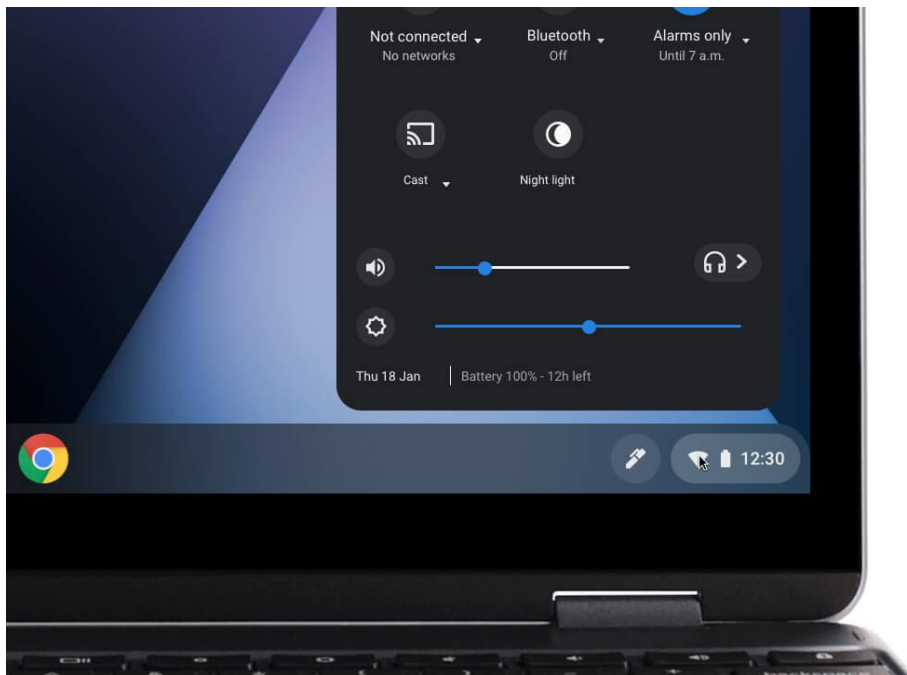 Not connected
No networks
Bluetooth
Off
Alarms only
Until 7 a.m.
Cast
Night light
Thu 18 Jan
Battery 100% - 12h left
12:30
backspace